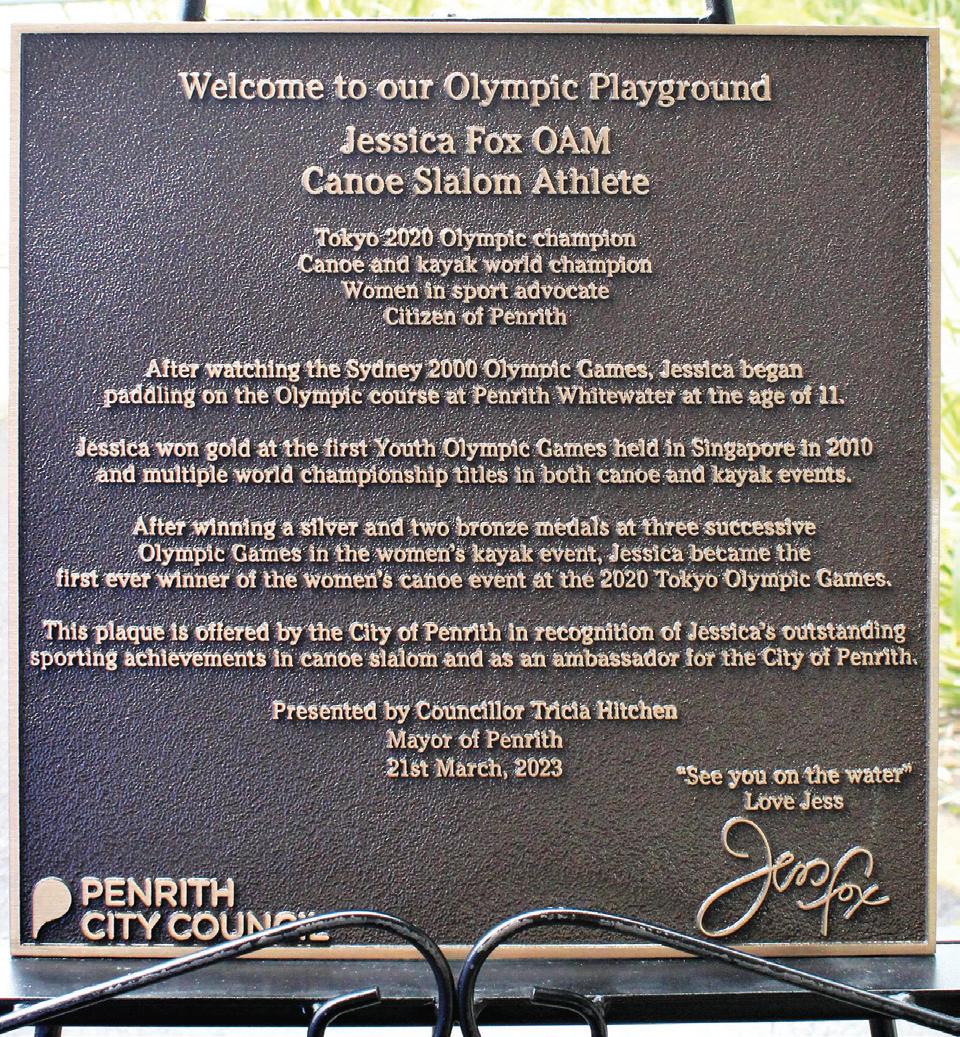 Welcome to our Olympic Playground
Jessica Fox OAM
Canoe Slalom Athlete
Tokyo 2020 Olympic champion
Canoe and kayak world champion
Women in sport advocate
Citizen of Penrith
After watching the Sydney 2000 Olympic Games, Jessica began
paddling on the Olympic course at Penrith Whitewater at the age of 11.
Jessica won gold at the first Youth Olympic Games held in Singapore in 2010
and multiple world championship titles in both canoe and kayak events.
After winning a silver and two bronze medals at three successive
Olympic Games in the women's kayak event, Jessica became the
first ever winner of the women's canoe event at the 2020 Tokyo Olympic Games.
This plaque is offered by the City of Penrith in recognition of Jessica's outstanding
sporting achievements in canoe slalom and as an ambassador for the City of Penrith.
Presented by Councillor Tricia Hitchen
Mayor of Penrith
21st March, 2023
"See you on the water"
Love Jess
Jess Fox
PENRITH
CITY COUNCIL